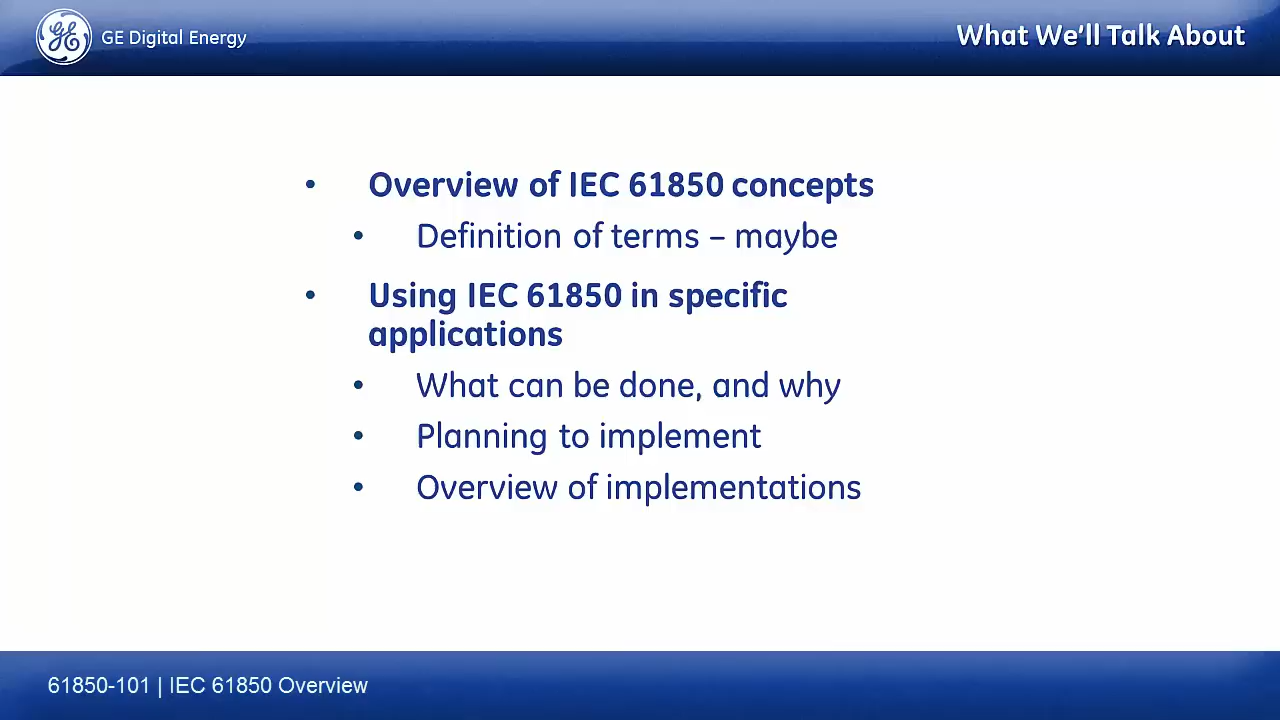 GE Digital Energy
What We'll Talk About
• Overview of IEC 61850 concepts
• Definition of terms – maybe
• Using IEC 61850 in specific
applications
• What can be done, and why
• Planning to implement
• Overview of implementations
61850-101 | IEC 61850 Overview